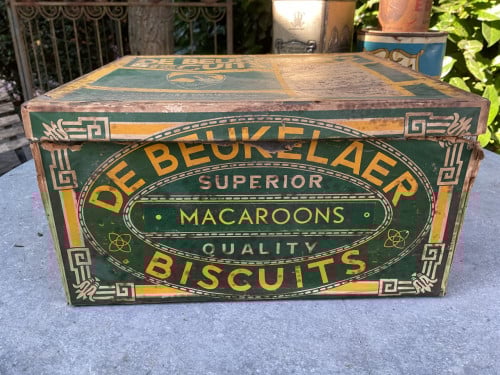 DE BEUKELAER
SUPERIOR
MACAROONS
QUALITY
BISCUITS